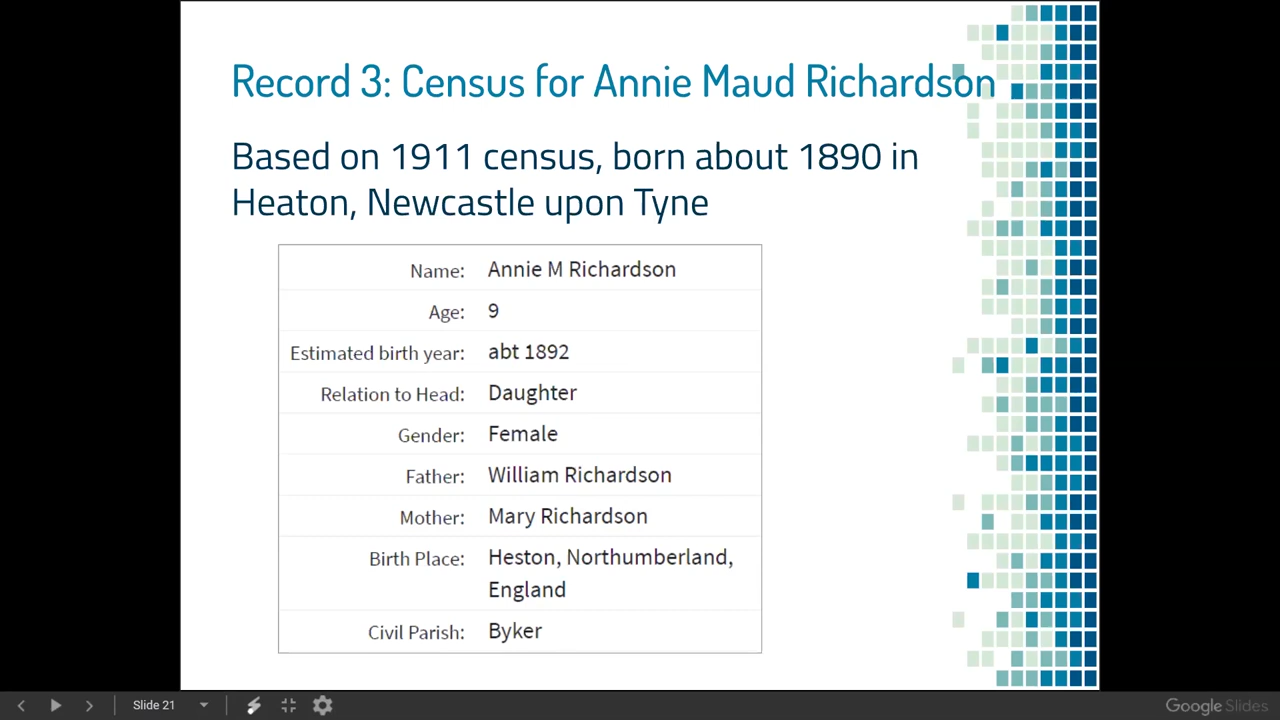 Record 3: Census for Annie Maud Richardson
Based on 1911 census, born about 1890 in
Heaton, Newcastle upon Tyne
Name: Annie M Richardson
Age: 9
Estimated birth year: abt 1892
Relation to Head: Daughter
Gender: Female
Father: William Richardson
Mother: Mary Richardson
Birth Place: Heston, Northumberland,
England
Civil Parish: Byker
Slide 21
Google Slides